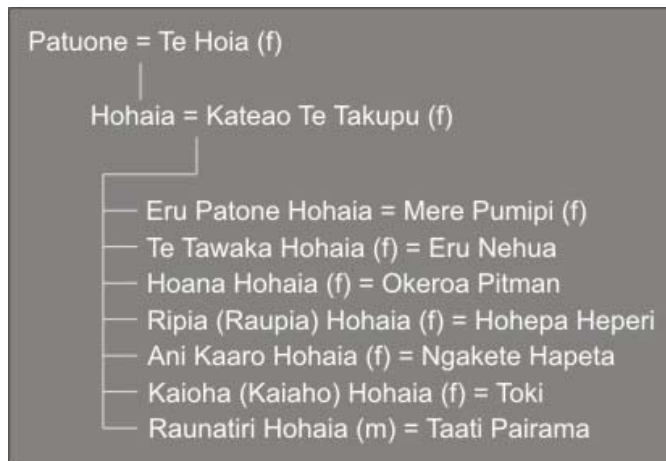 Patuone = Te Hoia (f)
Hohaia = Kateao Te Takupu (f)
Eru Patone Hohaia = Mere Pumipi (f)
Te Tawaka Hohaia (f) = Eru Nehua
Hoana Hohaia (f) = Okeroa Pitman
Ripia (Raupia) Hohaia (f) = Hohepa Heperi
Ani Kaaro Hohaia (f) = Ngakete Hapeta
Kaioha (Kaiaho) Hohaia (f) = Toki
Raunatiri Hohaia (m) = Taati Pairama